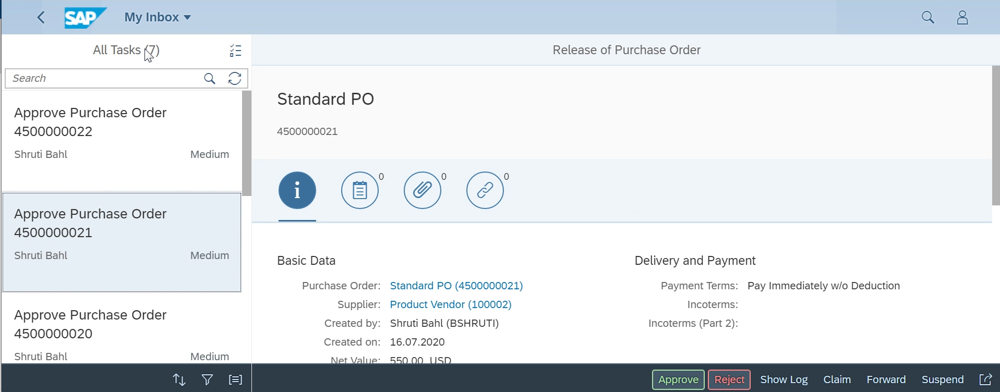 SAP My Inbox
All Tasks (7)
Search
Approve Purchase Order
4500000022
Shruti Bahl Medium
Approve Purchase Order
4500000021
Shruti Bahl Medium
Approve Purchase Order
4500000020
Shruti Bahl Medium
Release of Purchase Order
Standard PO
4500000021
0 0 0
Basic Data
Purchase Order: Standard PO (4500000021)
Supplier: Product Vendor (100002)
Created by: Shruti Bahl (BSHRUTI)
Created on: 16.07.2020
Net Value: 550.00 USD
Delivery and Payment
Payment Terms: Pay Immediately w/o Deduction
Incoterms:
Incoterms (Part 2):
Approve Reject Show Log Claim Forward Suspend